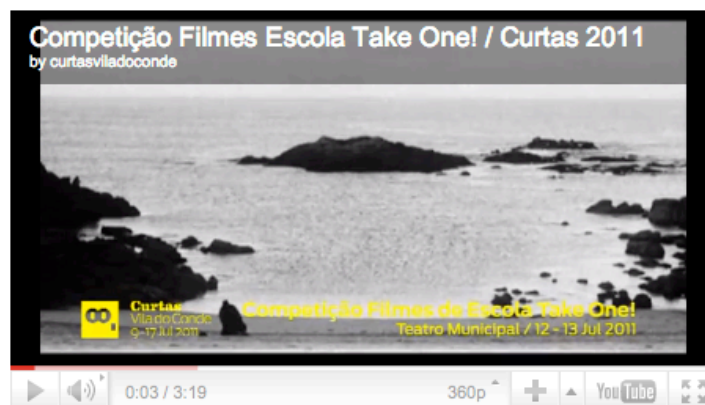 Competição Filmes Escola Take One! / Curtas 2011
by curtasviladoconde
Curtas
Vila do Conde
9-17 Jul 2011
Competição Filmes de Escola Take One!
Teatro Municipal / 12 - 13 Jul 2011
0:03 / 3:19
360p
YouTube